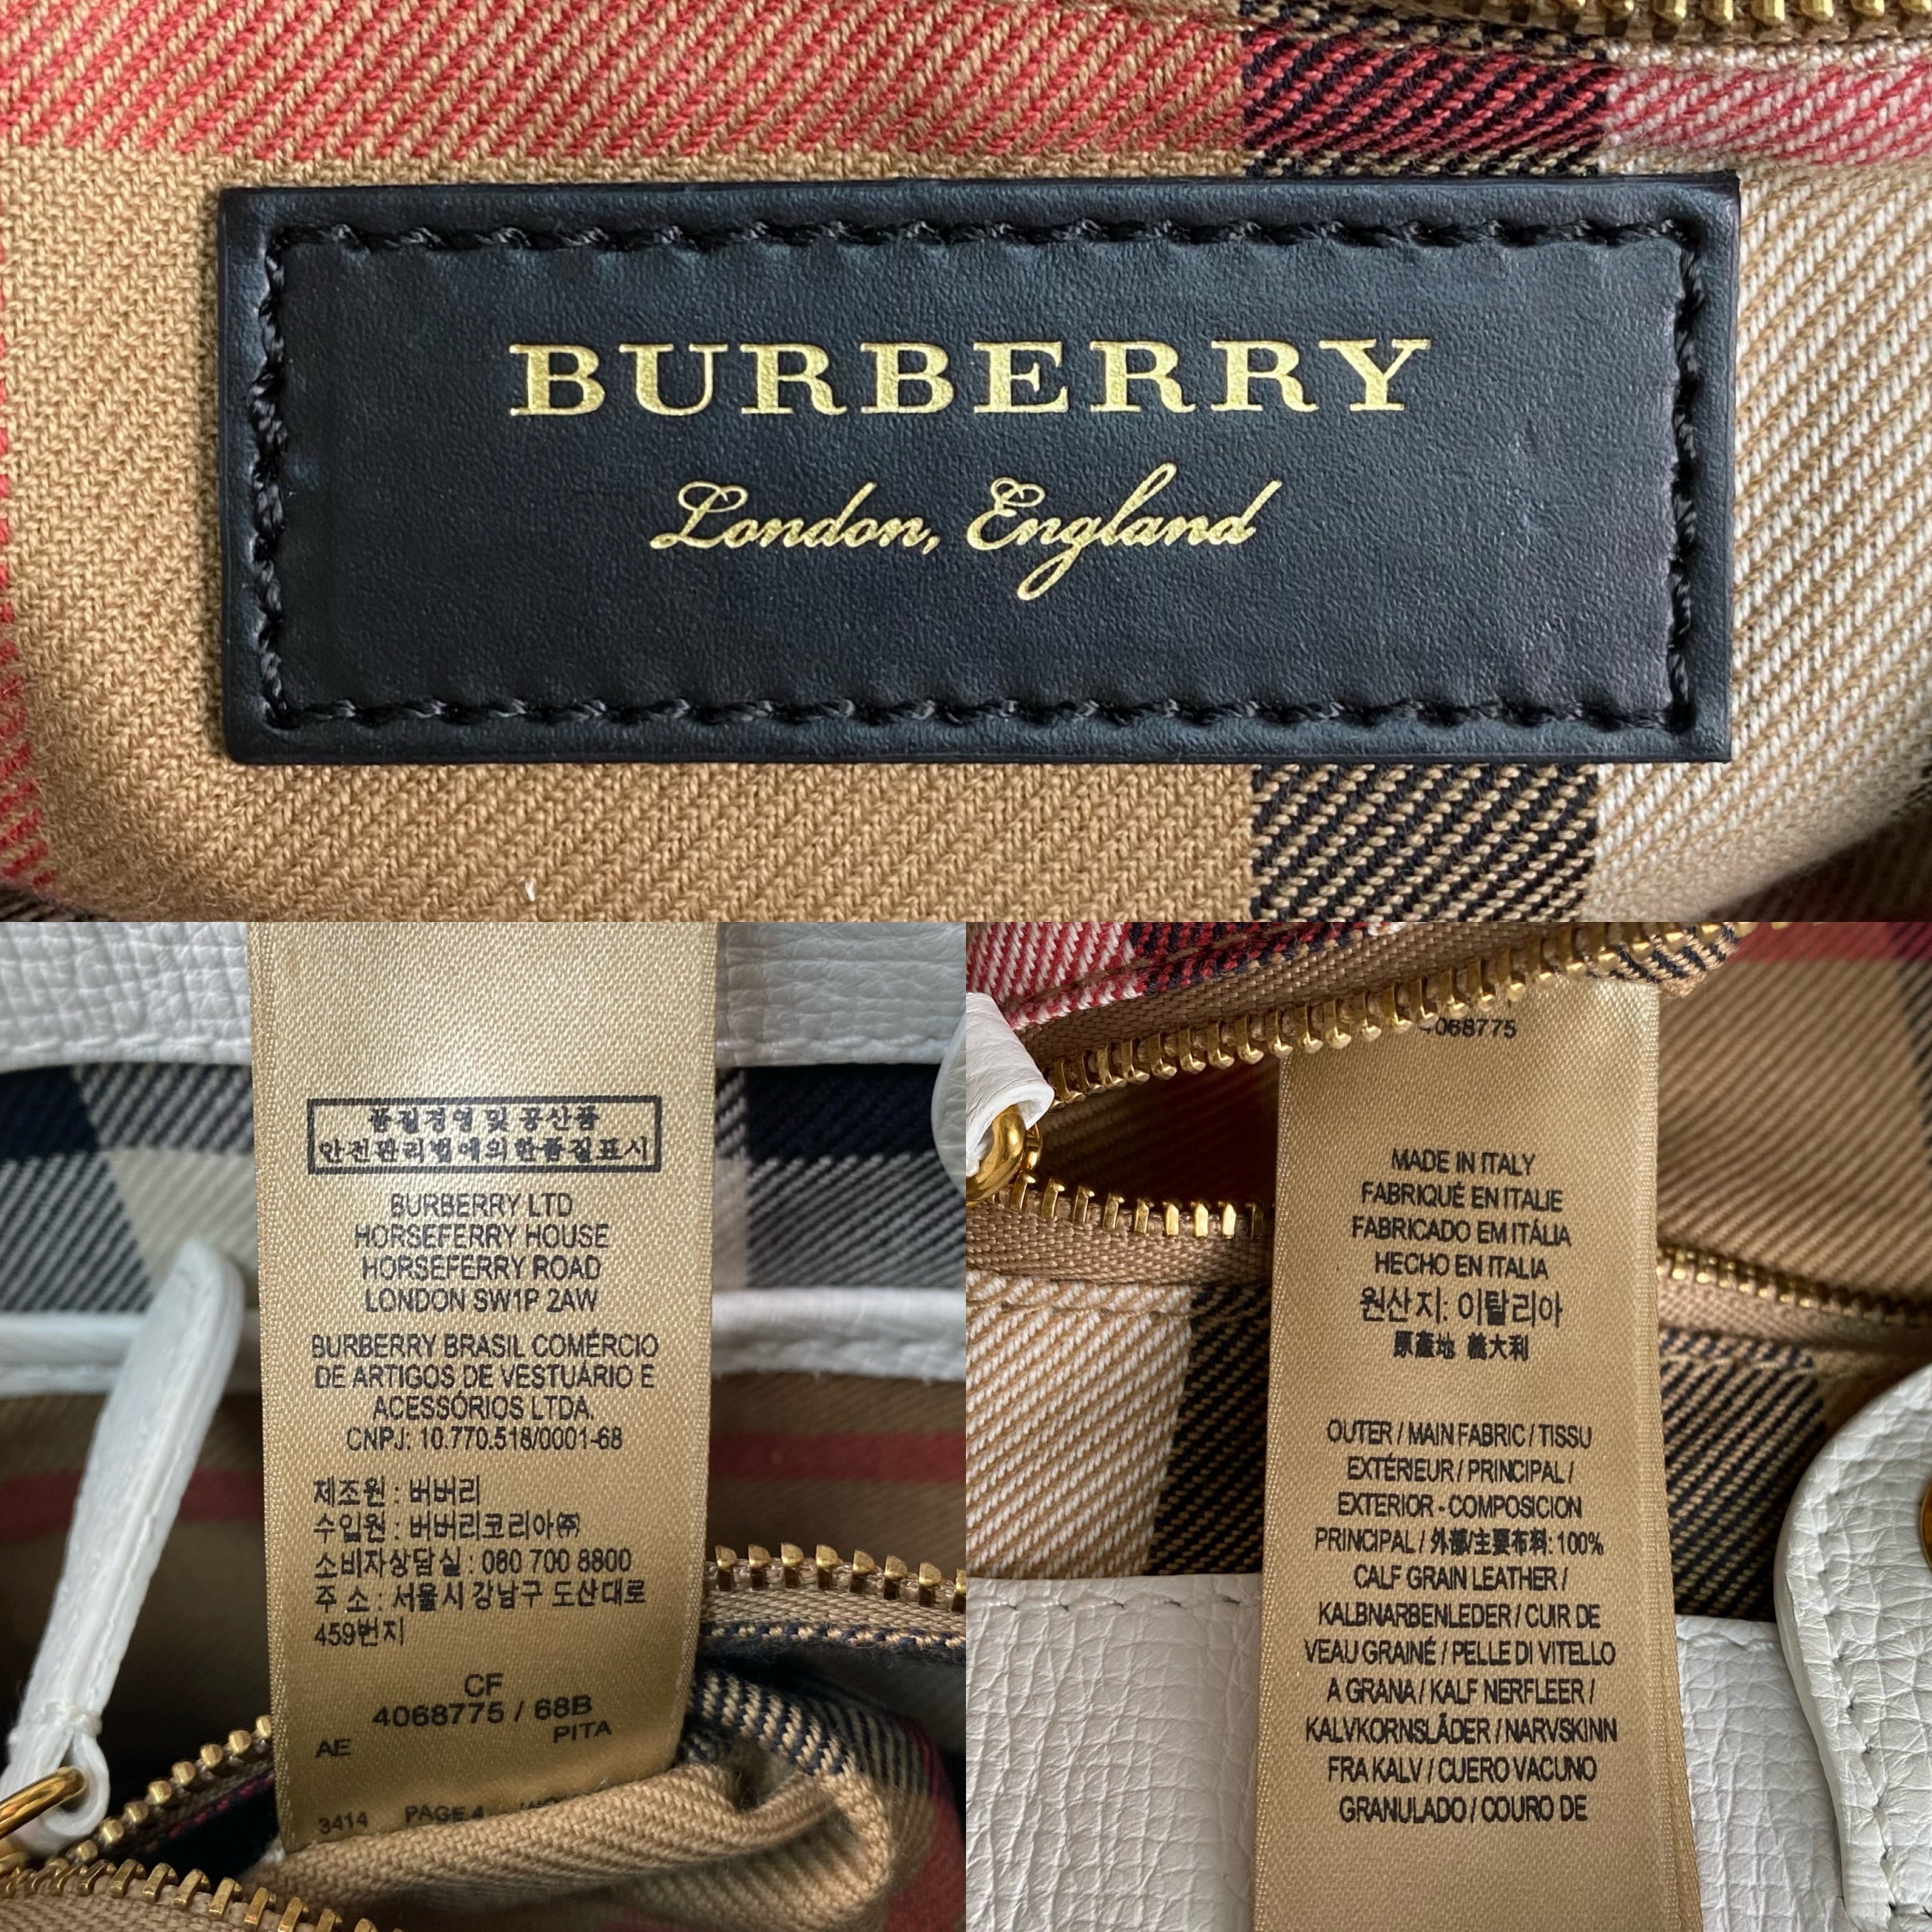 BURBERRY
London, England
품질경영 및 공산품
안전관리법에의한품질표시
BURBERRY LTD
HORSEFERRY HOUSE
HORSEFERRY ROAD
LONDON SW1P 2AW
BURBERRY BRASIL COMÉRCIO
DE ARTIGOS DE VESTUÁRIO E
ACESSÓRIOS LTDA.
CNPJ: 10.770.518/0001-68
제조원 : 버버리
수입원 : 버버리코리아㈜
소비자상담실 : 080 700 8800
주 소 : 서울시 강남구 도산대로
459번지
CF
4068775 / 68B
AE PITA
3414 PAGE 4
4068775
MADE IN ITALY
FABRIQUÉ EN ITALIE
FABRICADO EM ITÁLIA
HECHO EN ITALIA
원산지: 이탈리아
原產地 義大利
OUTER / MAIN FABRIC / TISSU
EXTÉRIEUR / PRINCIPAL /
EXTERIOR - COMPOSICION
PRINCIPAL / 外部/主要布料: 100%
CALF GRAIN LEATHER /
KALBNARBENLEDER / CUIR DE
VEAU GRAINÉ / PELLE DI VITELLO
A GRANA / KALF NERFLEER /
KALVKORNSLÄDER / NARVSKINN
FRA KALV / CUERO VACUNO
GRANULADO / COURO DE